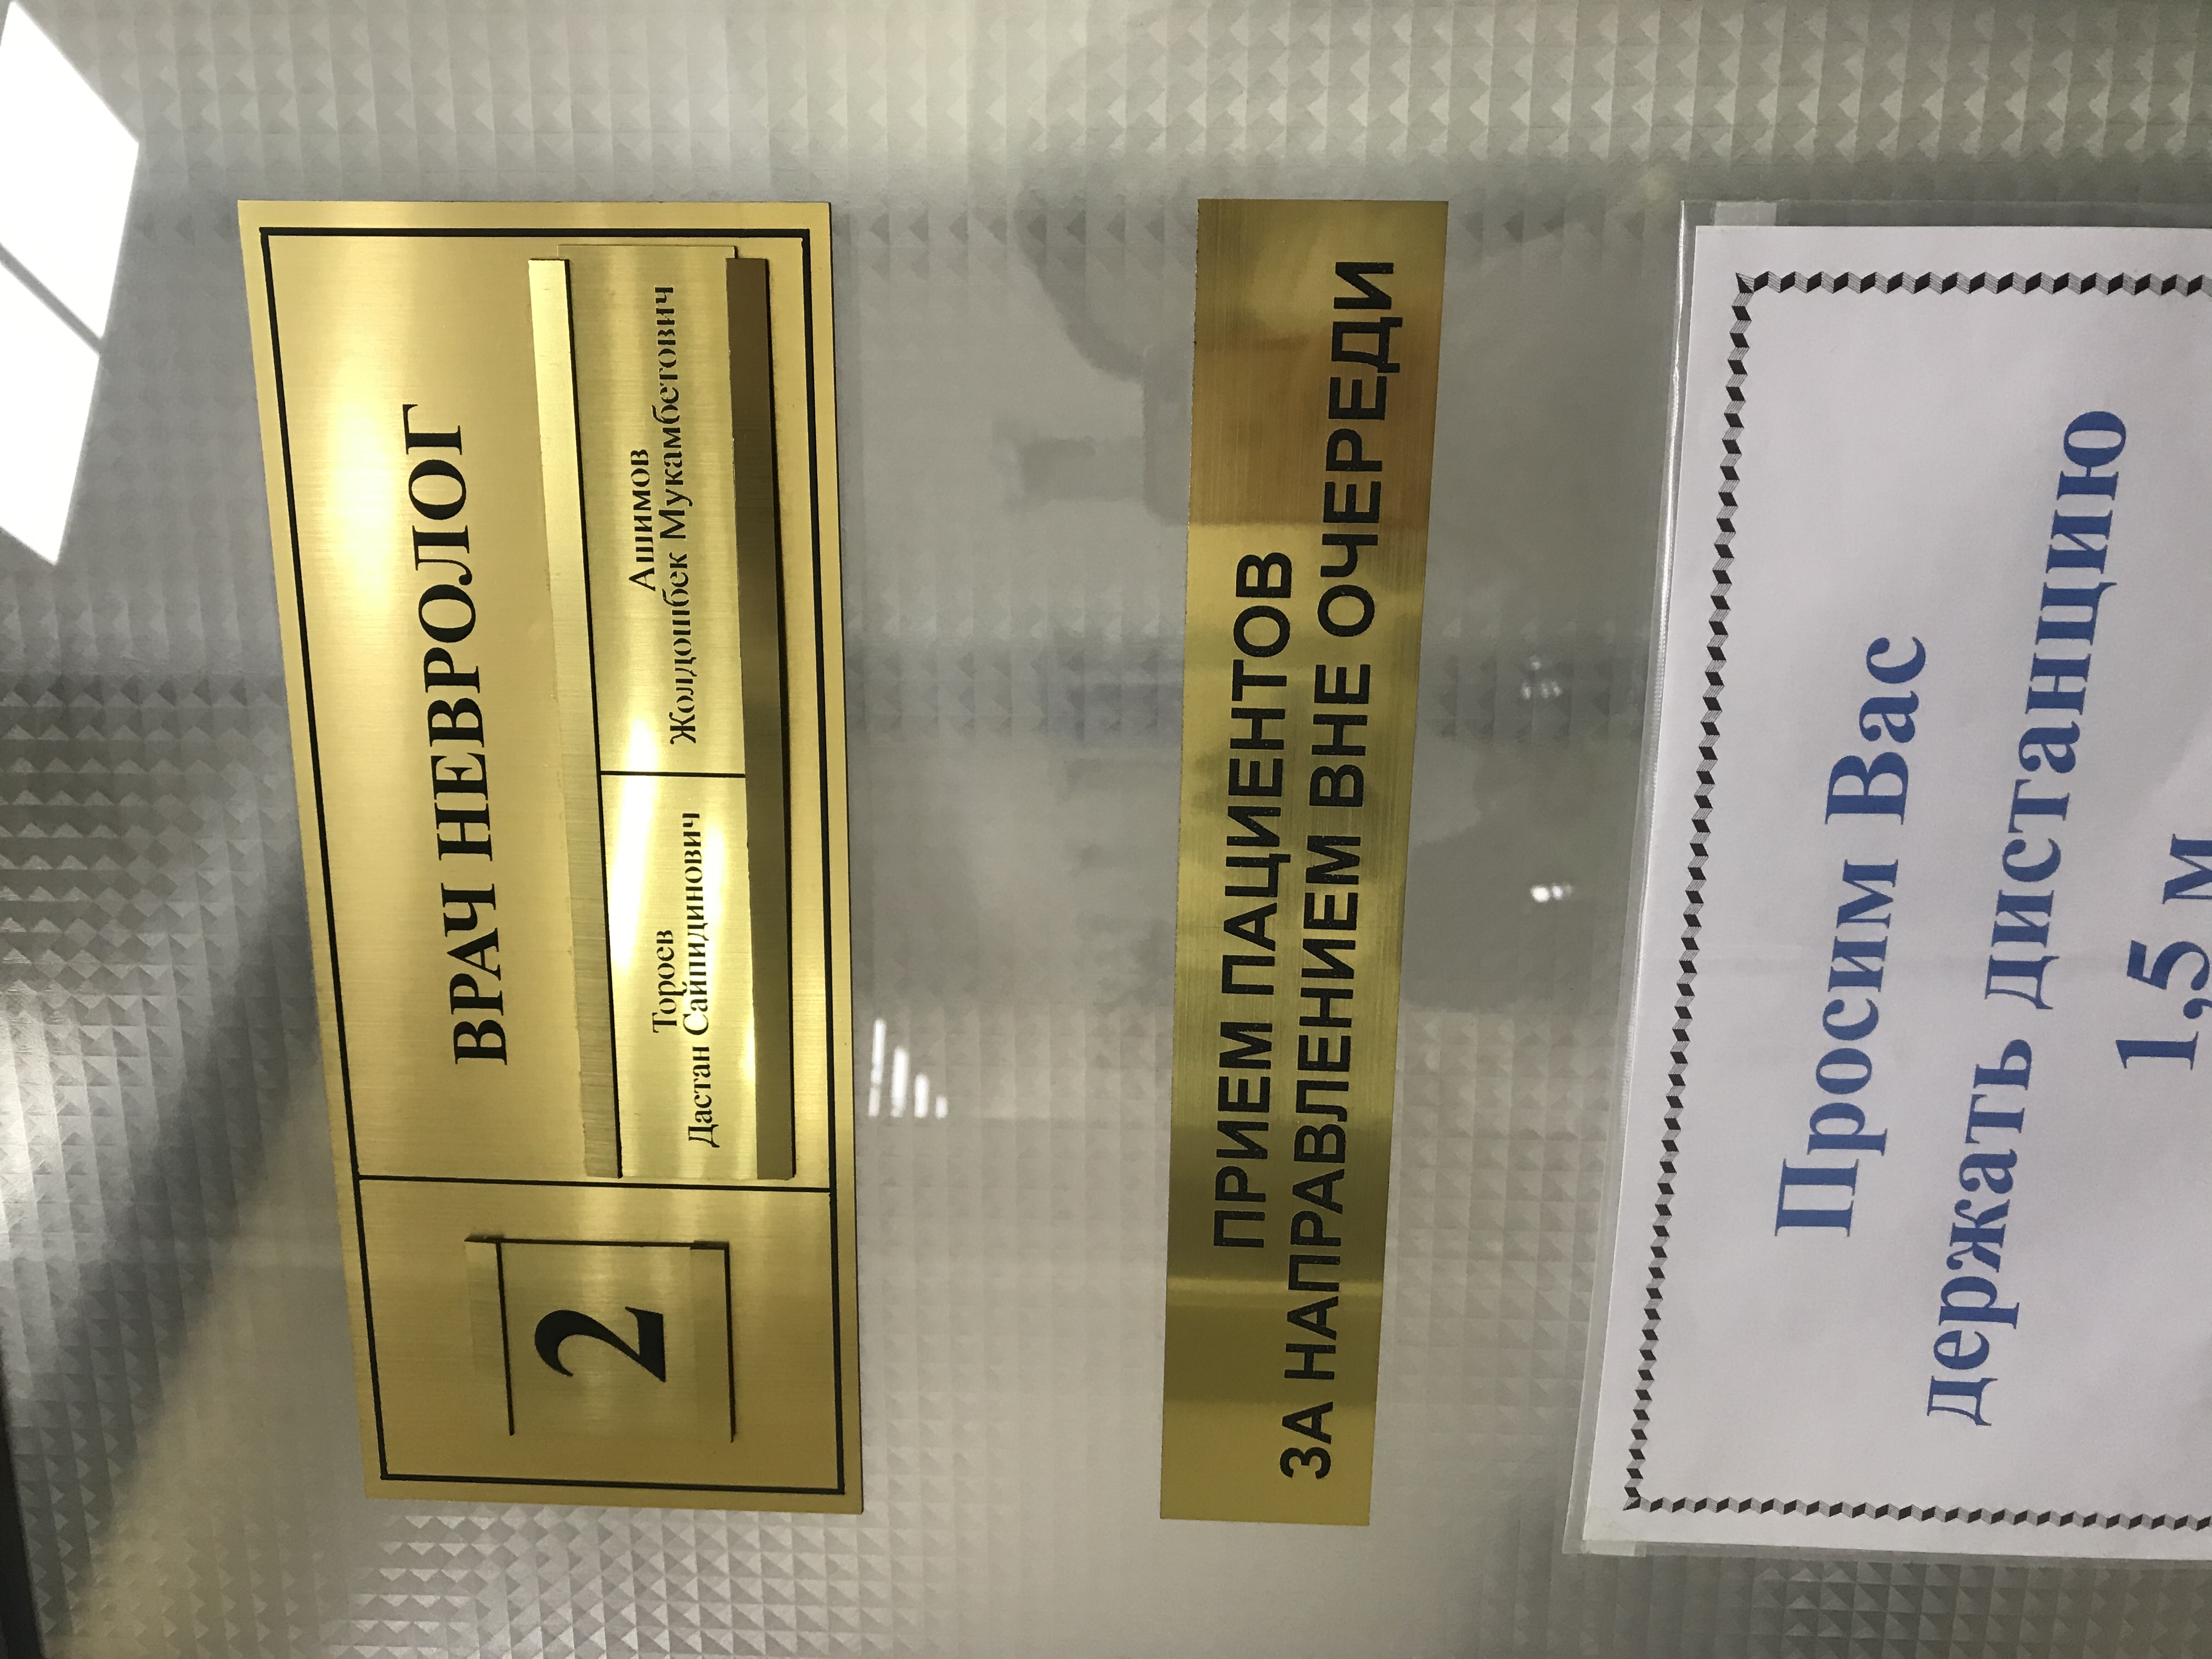 2
ВРАЧ НЕВРОЛОГ
Тороев
Дастан Сайпидинович
Ашимов
Жолдошбек Мукамбетович
ПРИЕМ ПАЦИЕНТОВ
ЗА НАПРАВЛЕНИЕМ ВНЕ ОЧЕРЕДИ
Просим Вас
держать дистанцию
1,5 м